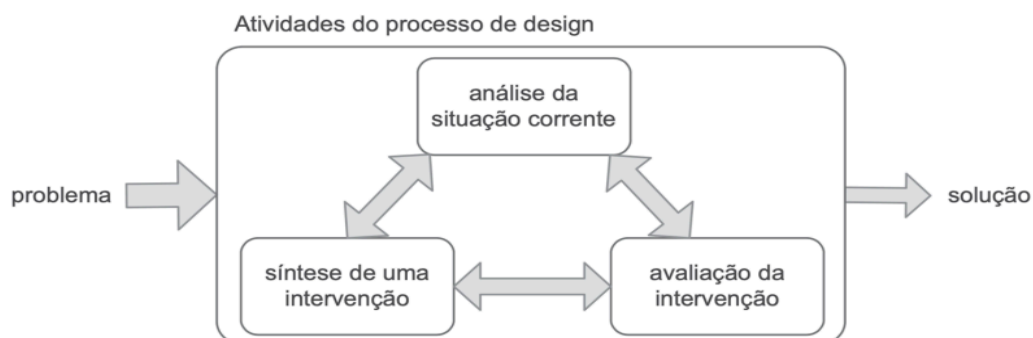 Atividades do processo de design
análise da
situação corrente
problema
solução
síntese de uma
intervenção
avaliação da
intervenção